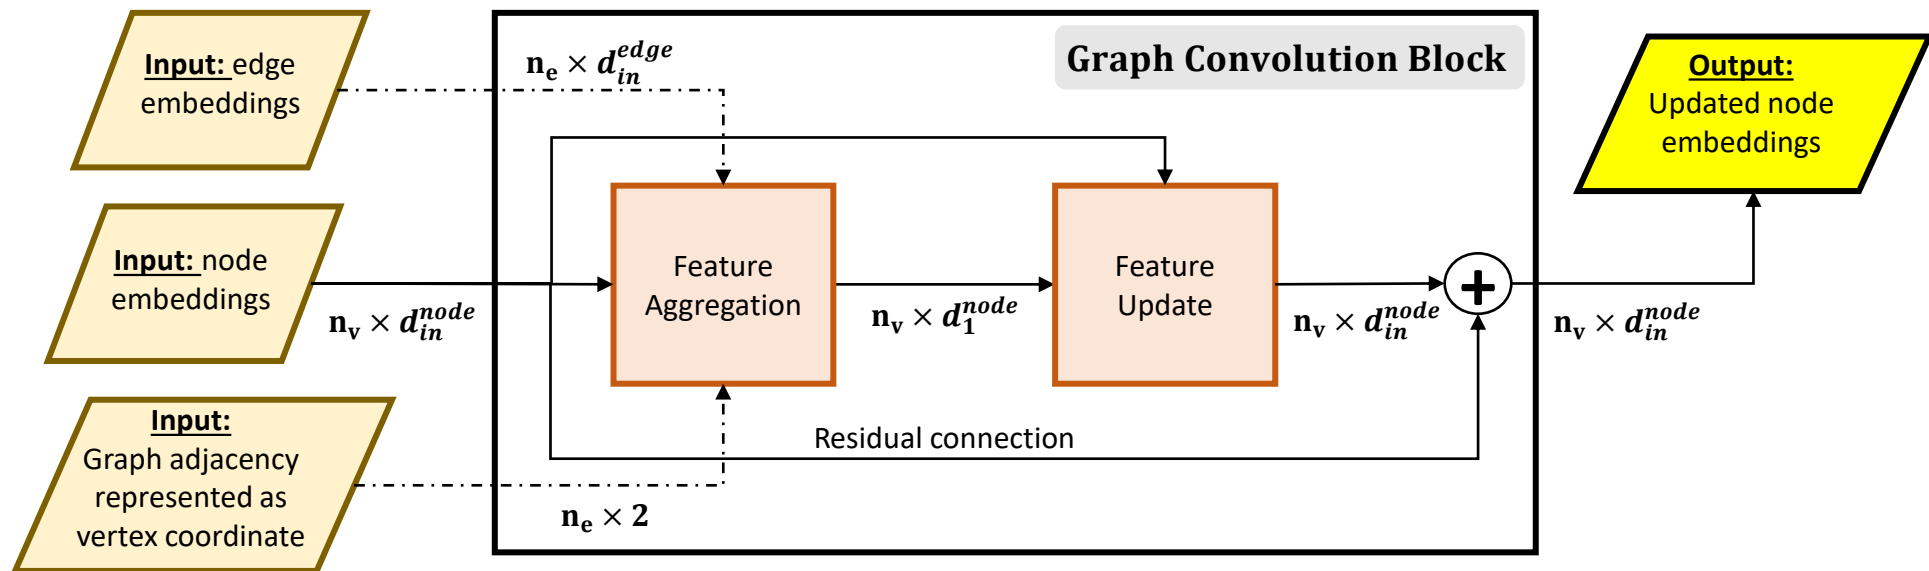 Input: edge
embeddings
n_e × d_in^edge
Graph Convolution Block
Output:
Updated node
embeddings
Input: node
embeddings
n_v × d_in^node
Feature
Aggregation
n_v × d_1^node
Feature
Update
n_v × d_in^node
+
n_v × d_in^node
Residual connection
Input:
Graph adjacency
represented as
vertex coordinate
n_e × 2